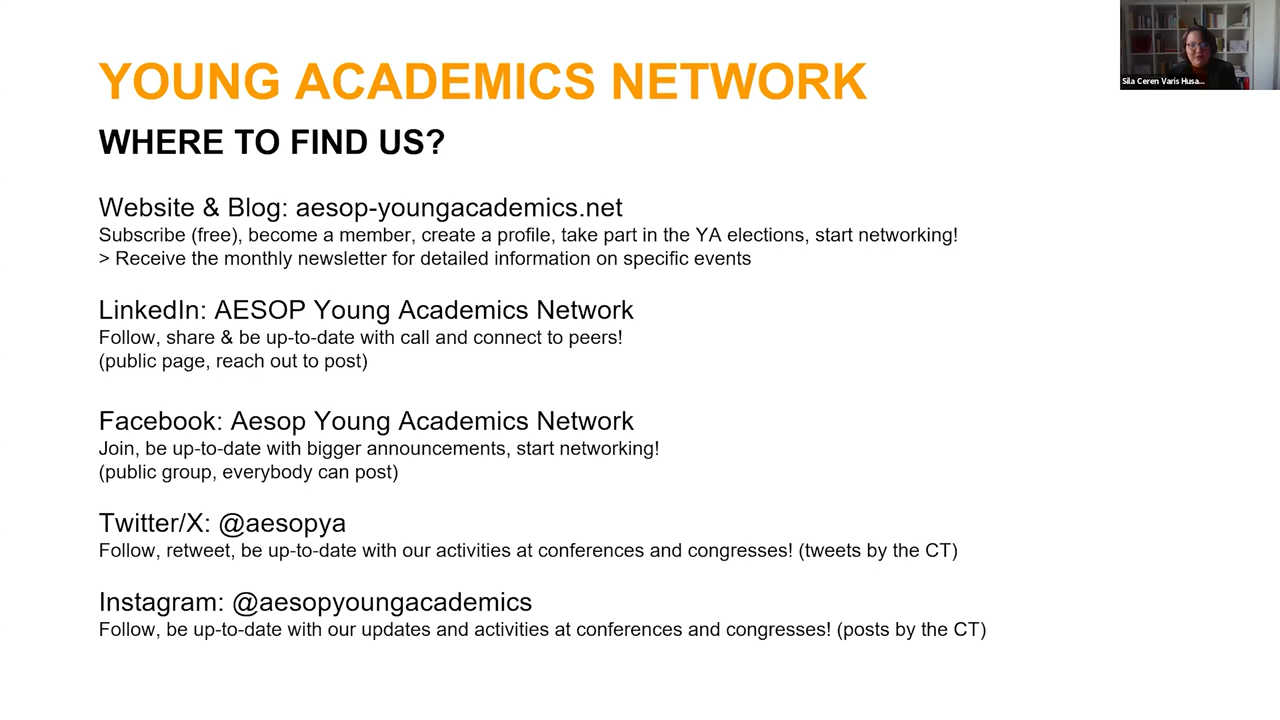 YOUNG ACADEMICS NETWORK
Sila Ceren Varis Husa...
WHERE TO FIND US?
Website & Blog: aesop-youngacademics.net
Subscribe (free), become a member, create a profile, take part in the YA elections, start networking!
> Receive the monthly newsletter for detailed information on specific events
LinkedIn: AESOP Young Academics Network
Follow, share & be up-to-date with call and connect to peers!
(public page, reach out to post)
Facebook: Aesop Young Academics Network
Join, be up-to-date with bigger announcements, start networking!
(public group, everybody can post)
Twitter/X: @aesopya
Follow, retweet, be up-to-date with our activities at conferences and congresses! (tweets by the CT)
Instagram: @aesopyoungacademics
Follow, be up-to-date with our updates and activities at conferences and congresses! (posts by the CT)